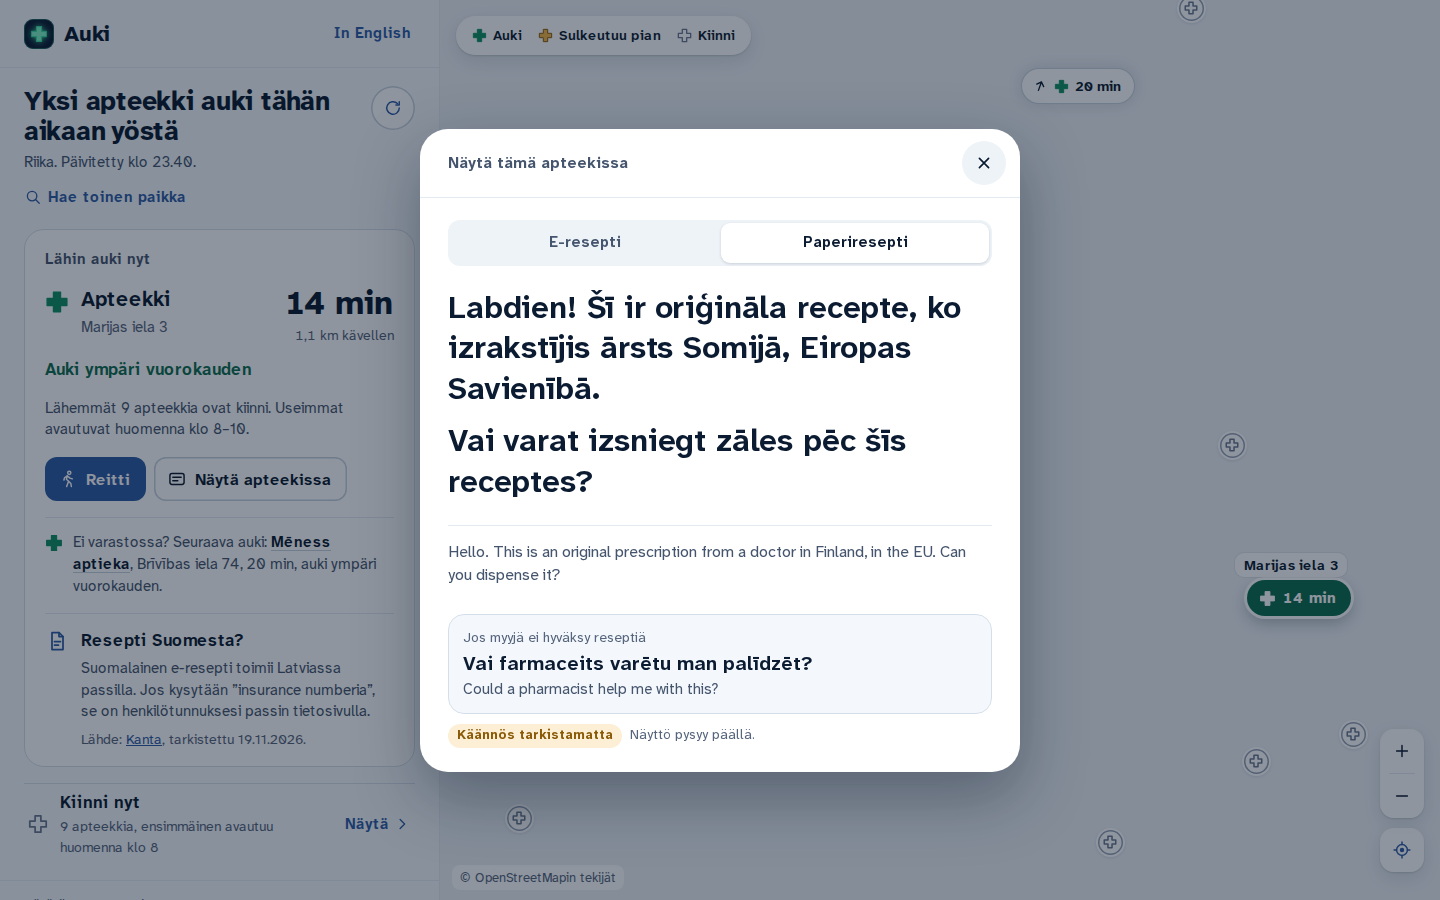 Auki
In English
Yksi apteekki auki tähän
aikaan yöstä
Riika. Päivitetty klo 23.40.
Hae toinen paikka
Lähin auki nyt
Apteekki
14 min
Marijas iela 3
1,1 km kävellen
Auki ympäri vuorokauden
Lähemmät 9 apteekkia ovat kiinni. Useimmat
avautuvat huomenna klo 8–10.
Reitti
Näytä apteekissa
Ei varastossa? Seuraava auki: Mēness
aptieka, Brīvības iela 74, 20 min, auki ympäri
vuorokauden.
Resepti Suomesta?
Suomalainen e-resepti toimii Latviassa
passilla. Jos kysytään ”insurance numberia”,
se on henkilötunnuksesi passin tietosivulla.
Lähde: Kanta, tarkistettu 19.11.2026.
Kiinni nyt
9 apteekkia, ensimmäinen avautuu
huomenna klo 8
Näytä
Auki
Sulkeutuu pian
Kiinni
20 min
Näytä tämä apteekissa
E-resepti
Paperiresepti
Labdien! Šī ir oriģināla recepte, ko
izrakstījis ārsts Somijā, Eiropas
Savienībā.
Vai varat izsniegt zāles pēc šīs
receptes?
Hello. This is an original prescription from a doctor in Finland, in the EU. Can
you dispense it?
Jos myyjä ei hyväksy reseptiä
Vai farmaceits varētu man palīdzēt?
Could a pharmacist help me with this?
Käännös tarkistamatta
Näyttö pysyy päällä.
Marijas iela 3
14 min
+
−
© OpenStreetMapin tekijät